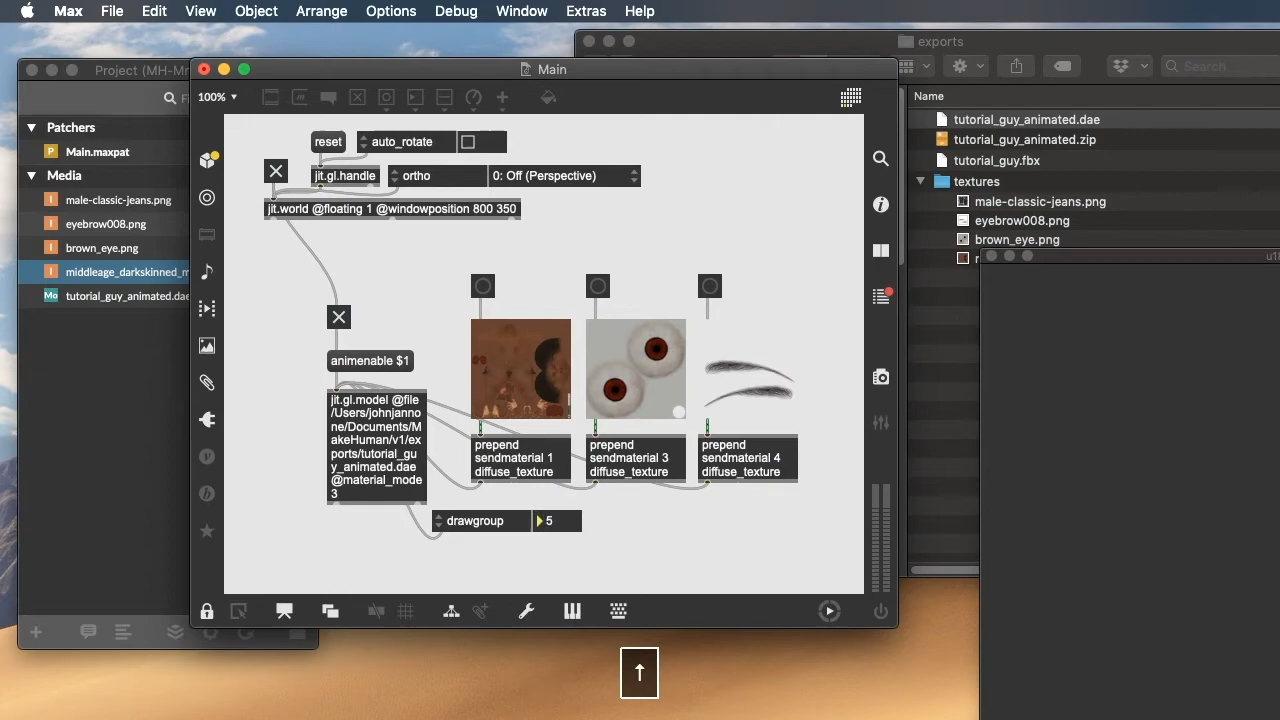 Max File Edit View Object Arrange Options Debug Window Extras Help
exports
Project (MH-M
Main
100%
Search
Name
Patchers
Main.maxpat
Media
male-classic-jeans.png
eyebrow008.png
brown_eye.png
middleage_darkskinned_m
tutorial_guy_animated.dae
reset
auto_rotate
jit.gl.handle
ortho
0: Off (Perspective)
jit.world @floating 1 @windowposition 800 350
animenable $1
jit.gl.model @file
/Users/johnjanno
ne/Documents/M
akeHuman/v1/ex
ports/tutorial_gu
y_animated.dae
@material_mode
3
prepend
sendmaterial 1
diffuse_texture
prepend
sendmaterial 3
diffuse_texture
prepend
sendmaterial 4
diffuse_texture
drawgroup
5
tutorial_guy_animated.dae
tutorial_guy_animated.zip
tutorial_guy.fbx
textures
male-classic-jeans.png
eyebrow008.png
brown_eye.png